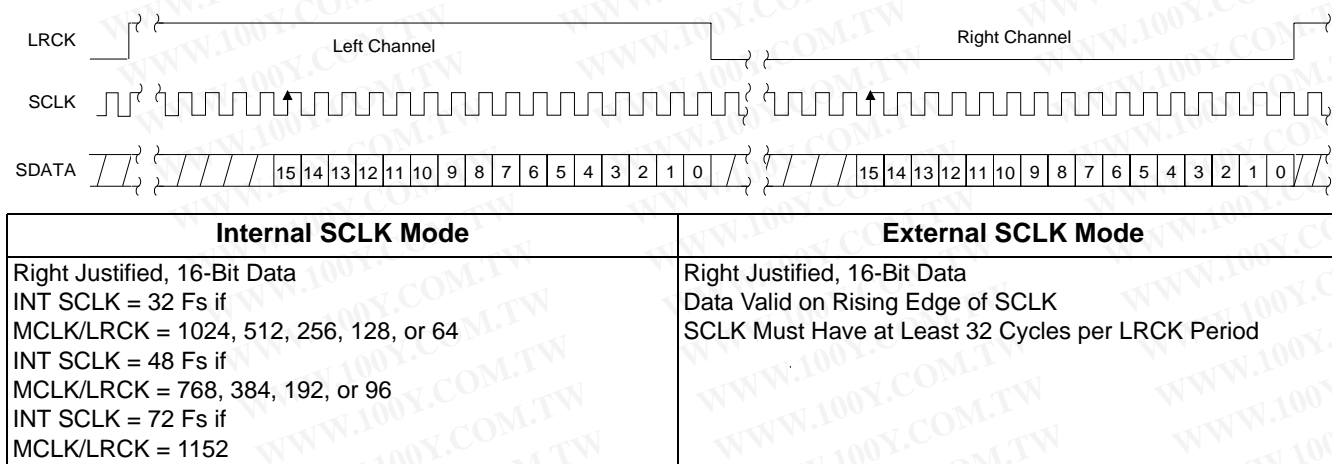 LRCK
Left Channel
Right Channel
SCLK
SDATA
15 14 13 12 11 10 9 8 7 6 5 4 3 2 1 0
15 14 13 12 11 10 9 8 7 6 5 4 3 2 1 0
Internal SCLK Mode
Right Justified, 16-Bit Data
INT SCLK = 32 Fs if
MCLK/LRCK = 1024, 512, 256, 128, or 64
INT SCLK = 48 Fs if
MCLK/LRCK = 768, 384, 192, or 96
INT SCLK = 72 Fs if
MCLK/LRCK = 1152
External SCLK Mode
Right Justified, 16-Bit Data
Data Valid on Rising Edge of SCLK
SCLK Must Have at Least 32 Cycles per LRCK Period
WWW.100Y.COM.TW